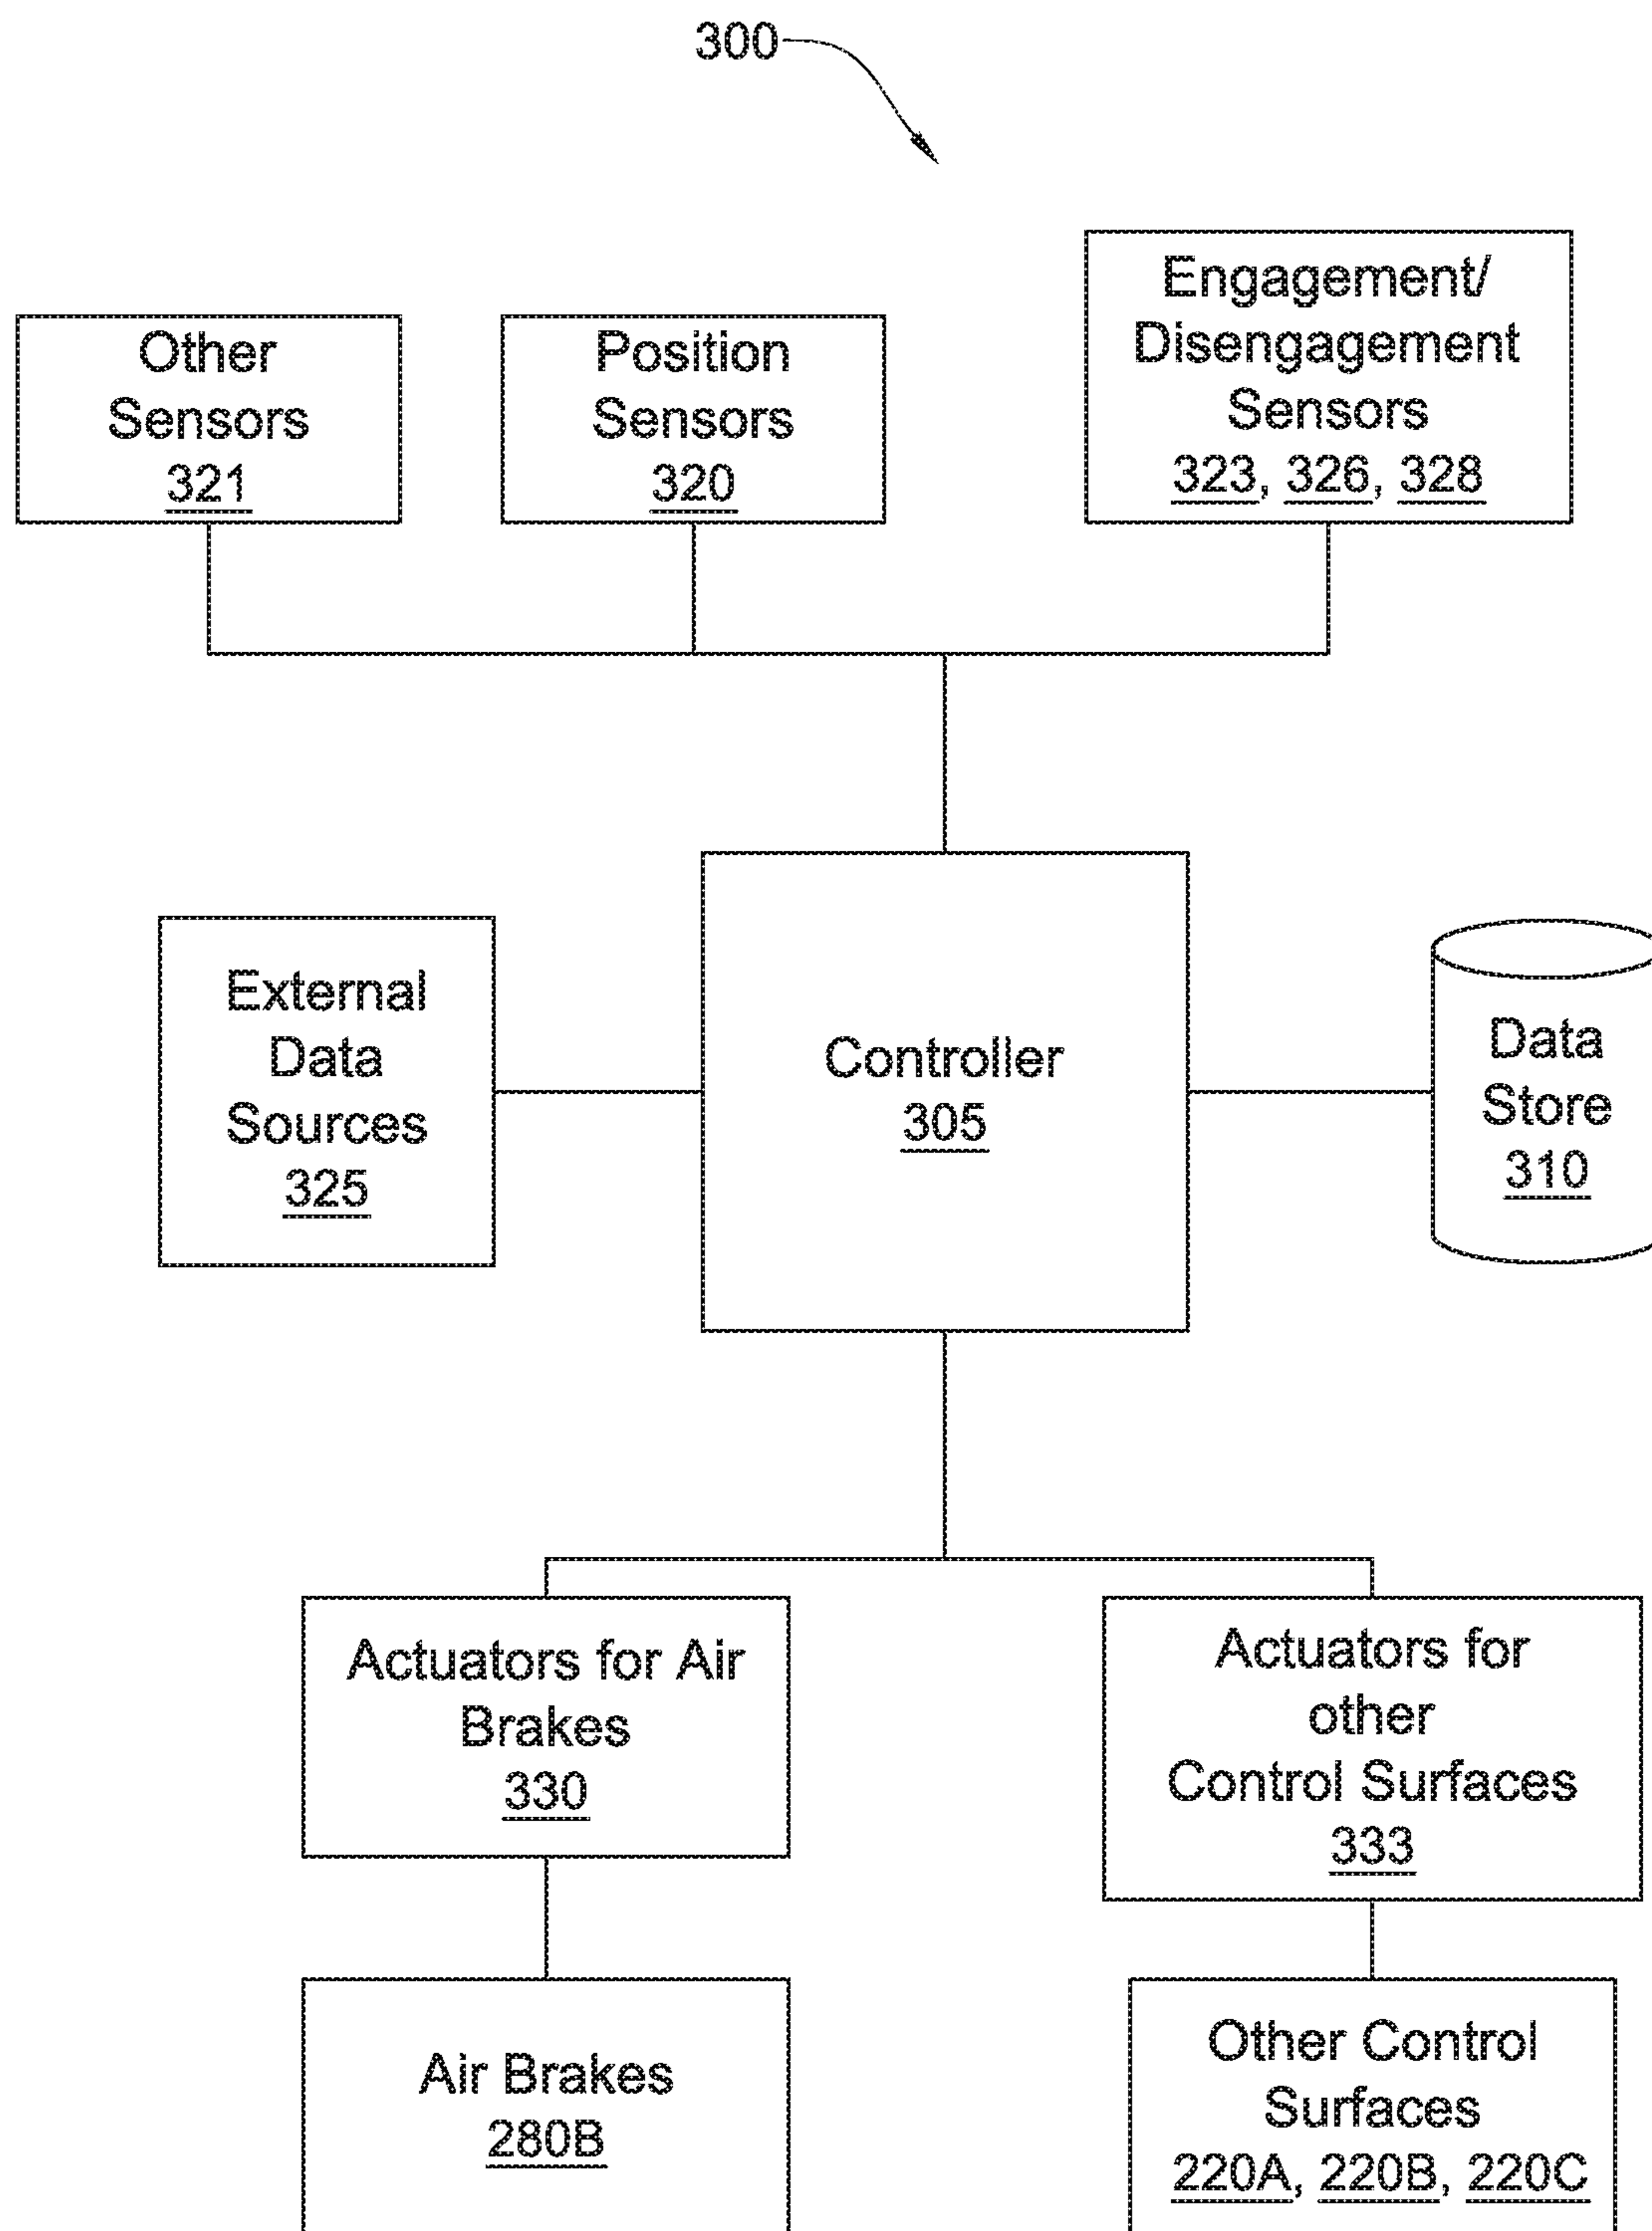 300
Other
Sensors
321
Position
Sensors
320
Engagement/
Disengagement
Sensors
323, 326, 328
External
Data
Sources
325
Controller
305
Data
Store
310
Actuators for Air
Brakes
330
Actuators for
other
Control Surfaces
333
Air Brakes
280B
Other Control
Surfaces
220A, 220B, 220C